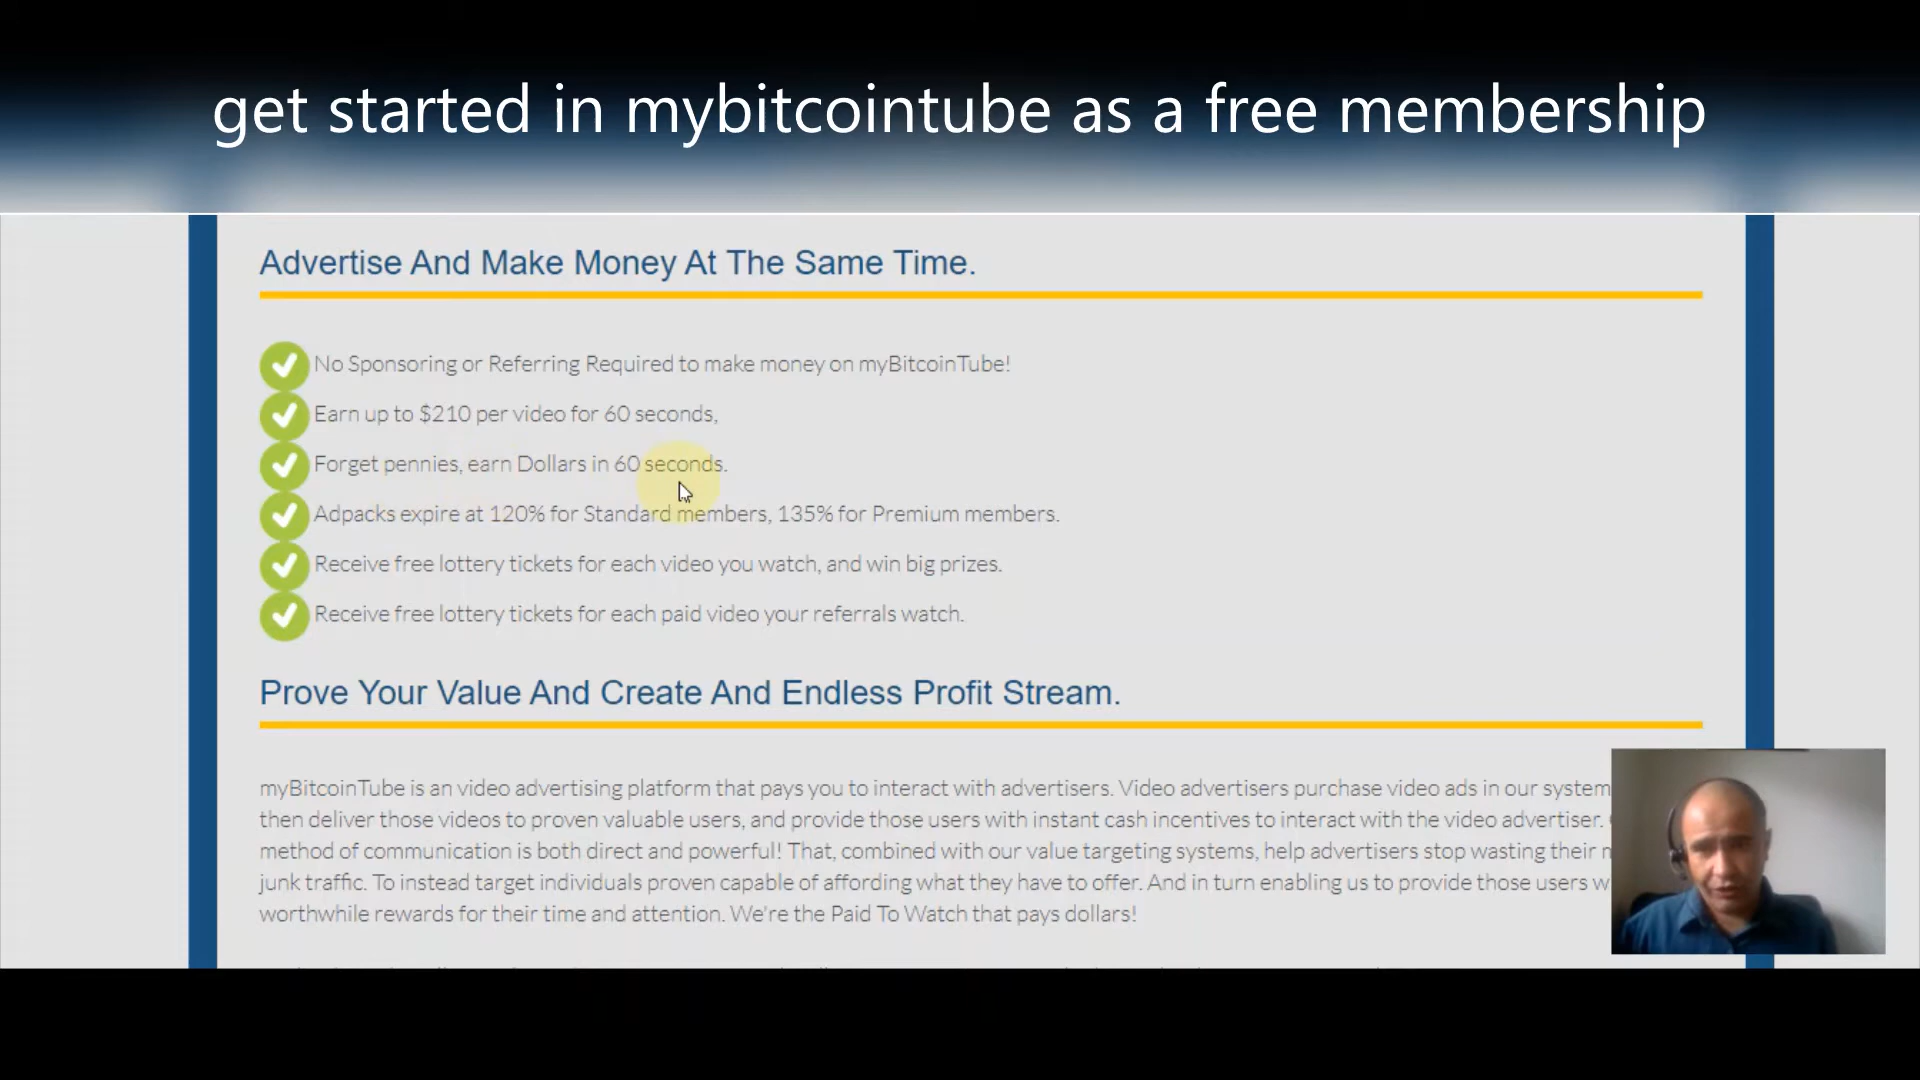 get started in mybitcointube as a free membership
Advertise And Make Money At The Same Time.
No Sponsoring or Referring Required to make money on myBitcoinTube!
Earn up to $210 per video for 60 seconds,
Forget pennies, earn Dollars in 60 seconds.
Adpacks expire at 120% for Standard members, 135% for Premium members.
Receive free lottery tickets for each video you watch, and win big prizes.
Receive free lottery tickets for each paid video your referrals watch.
Prove Your Value And Create And Endless Profit Stream.
myBitcoinTube is an video advertising platform that pays you to interact with advertisers. Video advertisers purchase video ads in our system
then deliver those videos to proven valuable users, and provide those users with instant cash incentives to interact with the video advertiser.
method of communication is both direct and powerful! That, combined with our value targeting systems, help advertisers stop wasting their
junk traffic. To instead target individuals proven capable of affording what they have to offer. And in turn enabling us to provide those users
worthwhile rewards for their time and attention. We're the Paid To Watch that pays dollars!